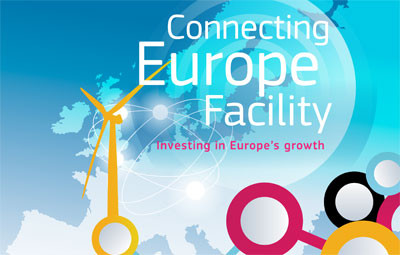 Connecting
Europe
Facility
Investing in Europe's growth